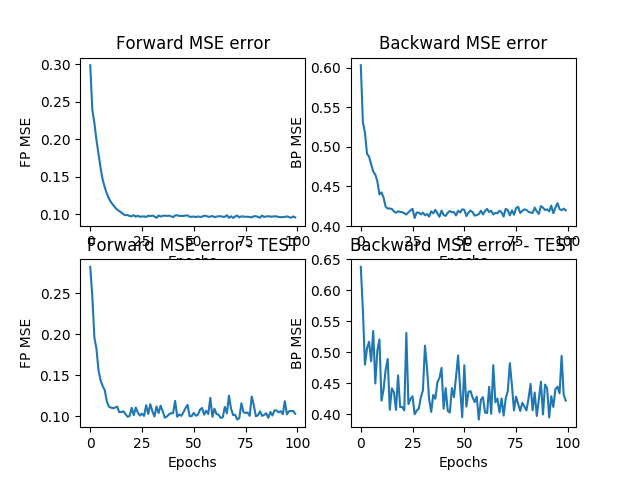 Forward MSE error
FP MSE
0.30
0.25
0.20
0.15
0.10
0 25 50 75 100
Epochs
Backward MSE error
BP MSE
0.60
0.55
0.50
0.45
0.40
0 25 50 75 100
Epochs
Forward MSE error - TEST
FP MSE
0.25
0.20
0.15
0.10
0 25 50 75 100
Epochs
Backward MSE error - TEST
BP MSE
0.65
0.60
0.55
0.50
0.45
0.40
0 25 50 75 100
Epochs